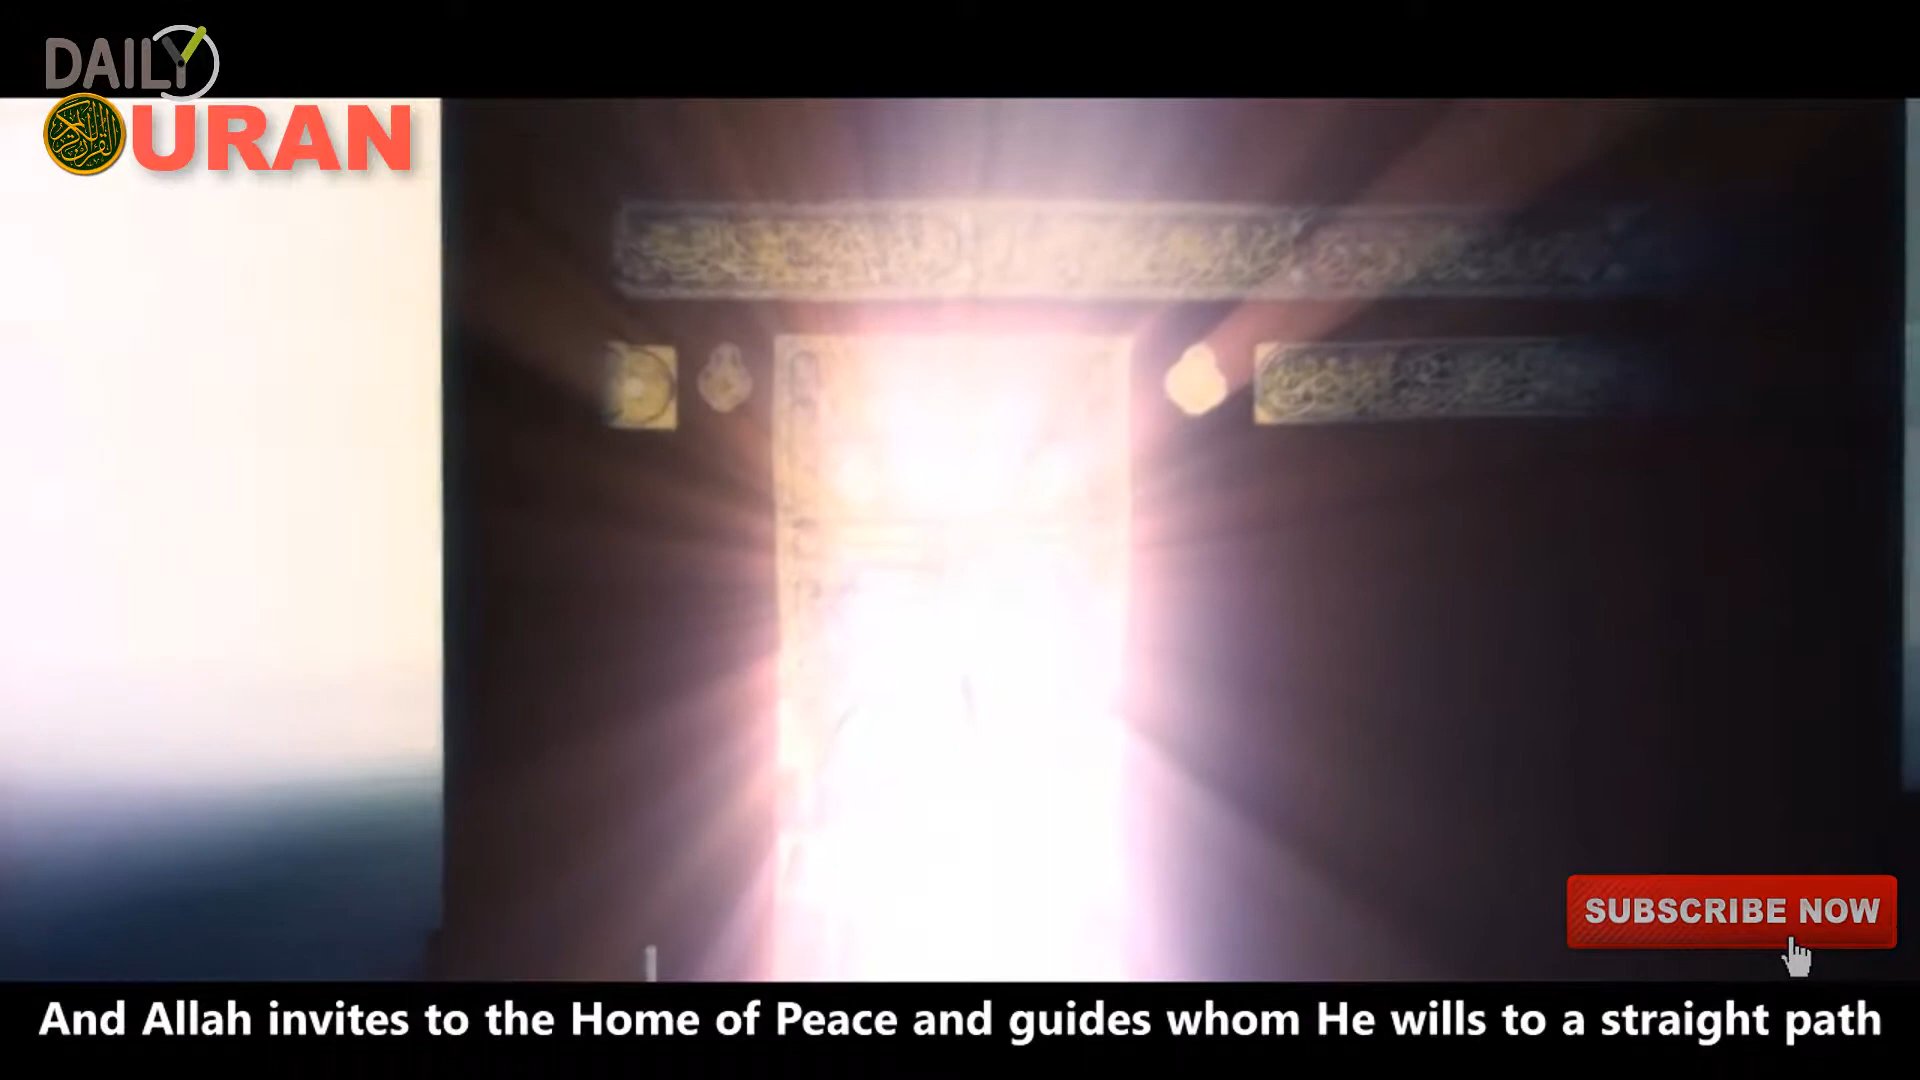 DAILY
QURAN
SUBSCRIBE NOW
And Allah invites to the Home of Peace and guides whom He wills to a straight path